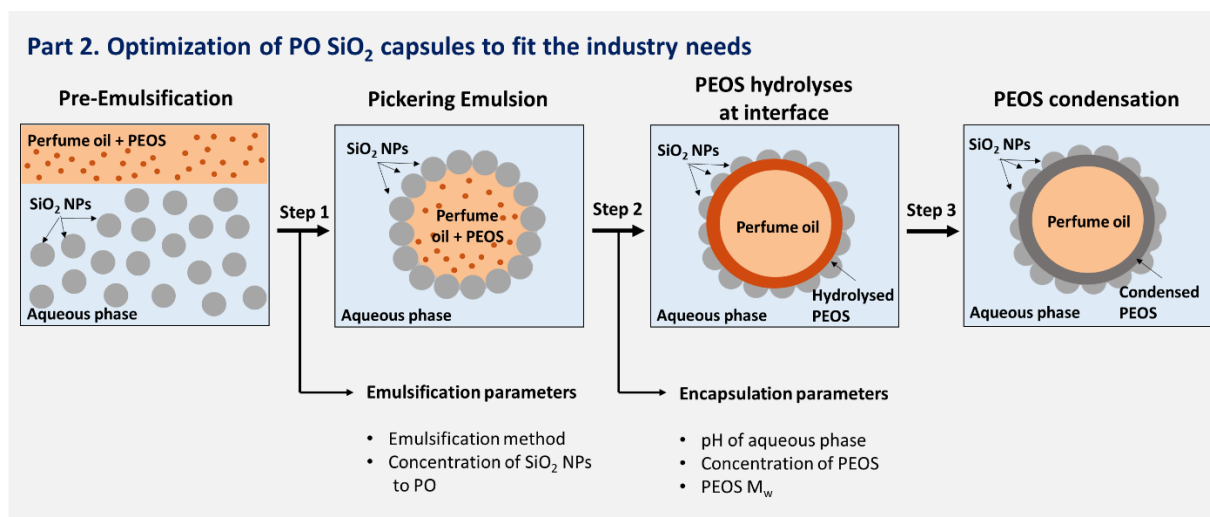 Part 2. Optimization of PO SiO₂ capsules to fit the industry needs
Pre-Emulsification
Perfume oil + PEOS
SiO₂ NPs
Aqueous phase
Step 1
Pickering Emulsion
SiO₂ NPs
Perfume
oil + PEOS
Aqueous phase
Step 2
PEOS hydrolyses
at interface
SiO₂ NPs
Perfume oil
Hydrolysed
PEOS
Aqueous phase
Step 3
PEOS condensation
SiO₂ NPs
Perfume oil
Condensed
PEOS
Aqueous phase
Emulsification parameters
• Emulsification method
• Concentration of SiO₂ NPs
to PO
Encapsulation parameters
• pH of aqueous phase
• Concentration of PEOS
• PEOS Mw